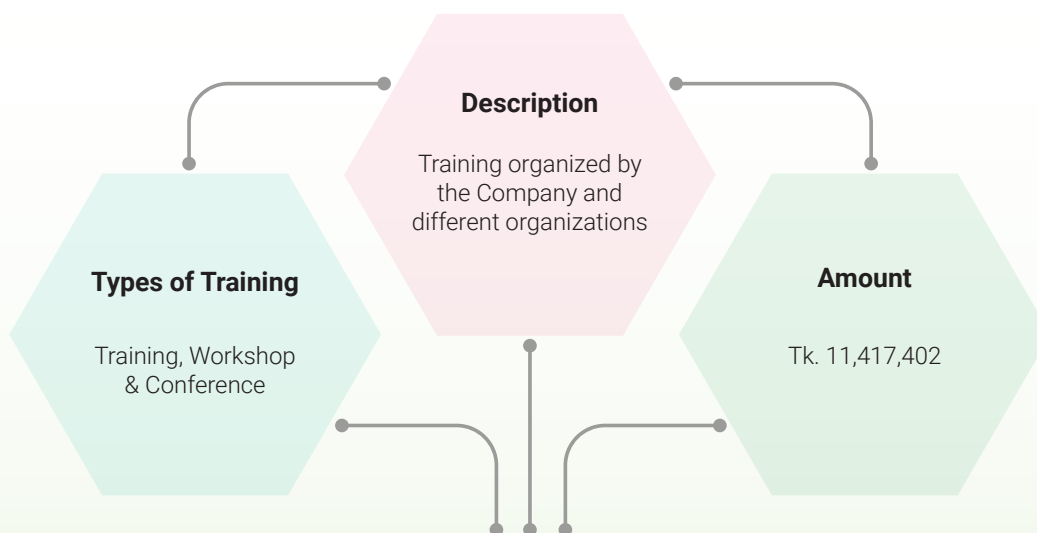 Description
Training organized by
the Company and
different organizations
Types of Training
Training, Workshop
& Conference
Amount
Tk. 11,417,402